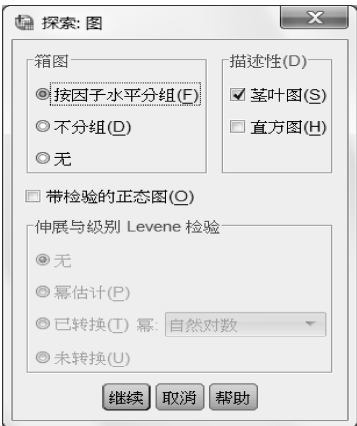 探索: 图
箱图
按因子水平分组(F)
不分组(D)
无
描述性(D)
茎叶图(S)
直方图(H)
带检验的正态图(O)
伸展与级别 Levene 检验
无
幂估计(P)
已转换(T) 幂: 自然对数
未转换(U)
继续 取消 帮助